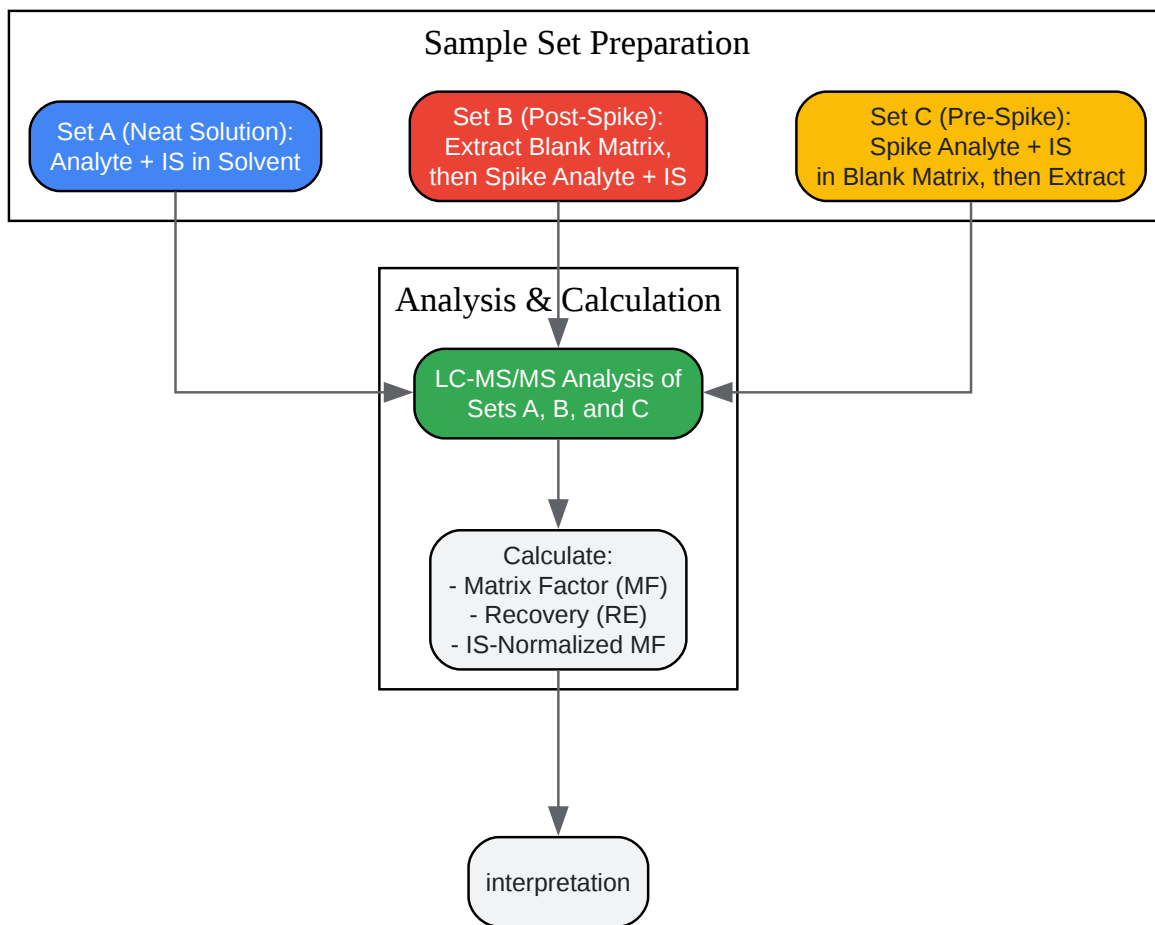 Sample Set Preparation
Set A (Neat Solution):
Analyte + IS in Solvent
Set B (Post-Spike):
Extract Blank Matrix,
then Spike Analyte + IS
Set C (Pre-Spike):
Spike Analyte + IS
in Blank Matrix, then Extract
Analysis & Calculation
LC-MS/MS Analysis of
Sets A, B, and C
Calculate:
- Matrix Factor (MF)
- Recovery (RE)
- IS-Normalized MF
interpretation